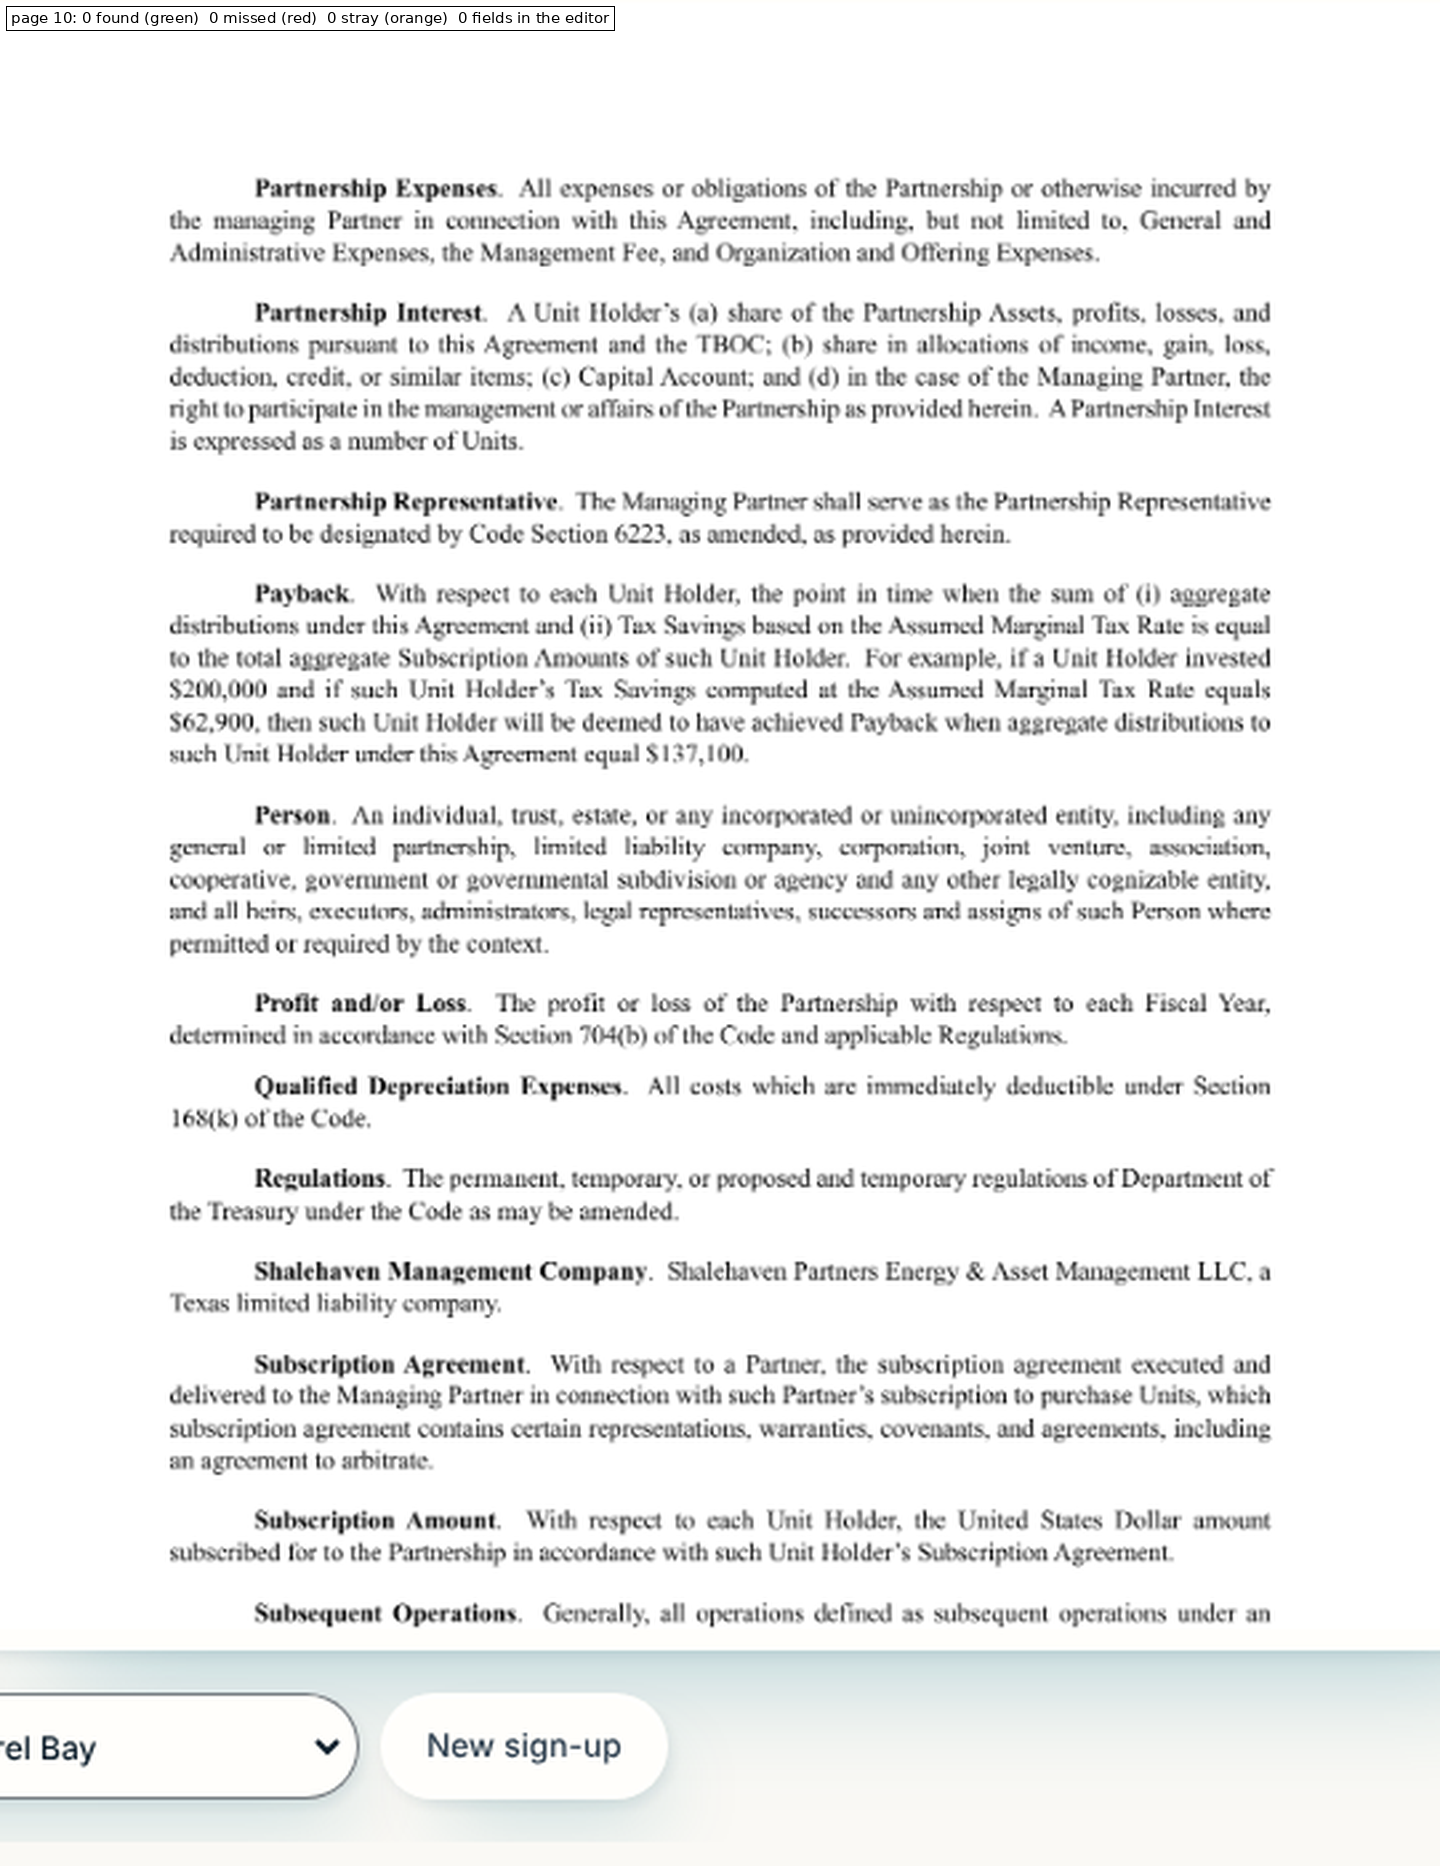 page 10: 0 found (green)  0 missed (red)  0 stray (orange)  0 fields in the editor
Partnership Expenses.  All expenses or obligations of the Partnership or otherwise incurred by
the managing Partner in connection with this Agreement, including, but not limited to, General and
Administrative Expenses, the Management Fee, and Organization and Offering Expenses.
Partnership Interest.  A Unit Holder’s (a) share of the Partnership Assets, profits, losses, and
distributions pursuant to this Agreement and the TBOC; (b) share in allocations of income, gain, loss,
deduction, credit, or similar items; (c) Capital Account; and (d) in the case of the Managing Partner, the
right to participate in the management or affairs of the Partnership as provided herein.  A Partnership Interest
is expressed as a number of Units.
Partnership Representative.  The Managing Partner shall serve as the Partnership Representative
required to be designated by Code Section 6223, as amended, as provided herein.
Payback.  With respect to each Unit Holder, the point in time when the sum of (i) aggregate
distributions under this Agreement and (ii) Tax Savings based on the Assumed Marginal Tax Rate is equal
to the total aggregate Subscription Amounts of such Unit Holder.  For example, if a Unit Holder invested
$200,000 and if such Unit Holder’s Tax Savings computed at the Assumed Marginal Tax Rate equals
$62,900, then such Unit Holder will be deemed to have achieved Payback when aggregate distributions to
such Unit Holder under this Agreement equal $137,100.
Person.  An individual, trust, estate, or any incorporated or unincorporated entity, including any
general or limited partnership, limited liability company, corporation, joint venture, association,
cooperative, government or governmental subdivision or agency and any other legally cognizable entity,
and all heirs, executors, administrators, legal representatives, successors and assigns of such Person where
permitted or required by the context.
Profit and/or Loss.  The profit or loss of the Partnership with respect to each Fiscal Year,
determined in accordance with Section 704(b) of the Code and applicable Regulations.
Qualified Depreciation Expenses.  All costs which are immediately deductible under Section
168(k) of the Code.
Regulations.  The permanent, temporary, or proposed and temporary regulations of Department of
the Treasury under the Code as may be amended.
Shalehaven Management Company.  Shalehaven Partners Energy & Asset Management LLC, a
Texas limited liability company.
Subscription Agreement.  With respect to a Partner, the subscription agreement executed and
delivered to the Managing Partner in connection with such Partner’s subscription to purchase Units, which
subscription agreement contains certain representations, warranties, covenants, and agreements, including
an agreement to arbitrate.
Subscription Amount.  With respect to each Unit Holder, the United States Dollar amount
subscribed for to the Partnership in accordance with such Unit Holder’s Subscription Agreement.
Subsequent Operations.  Generally, all operations defined as subsequent operations under an
rel Bay
New sign-up